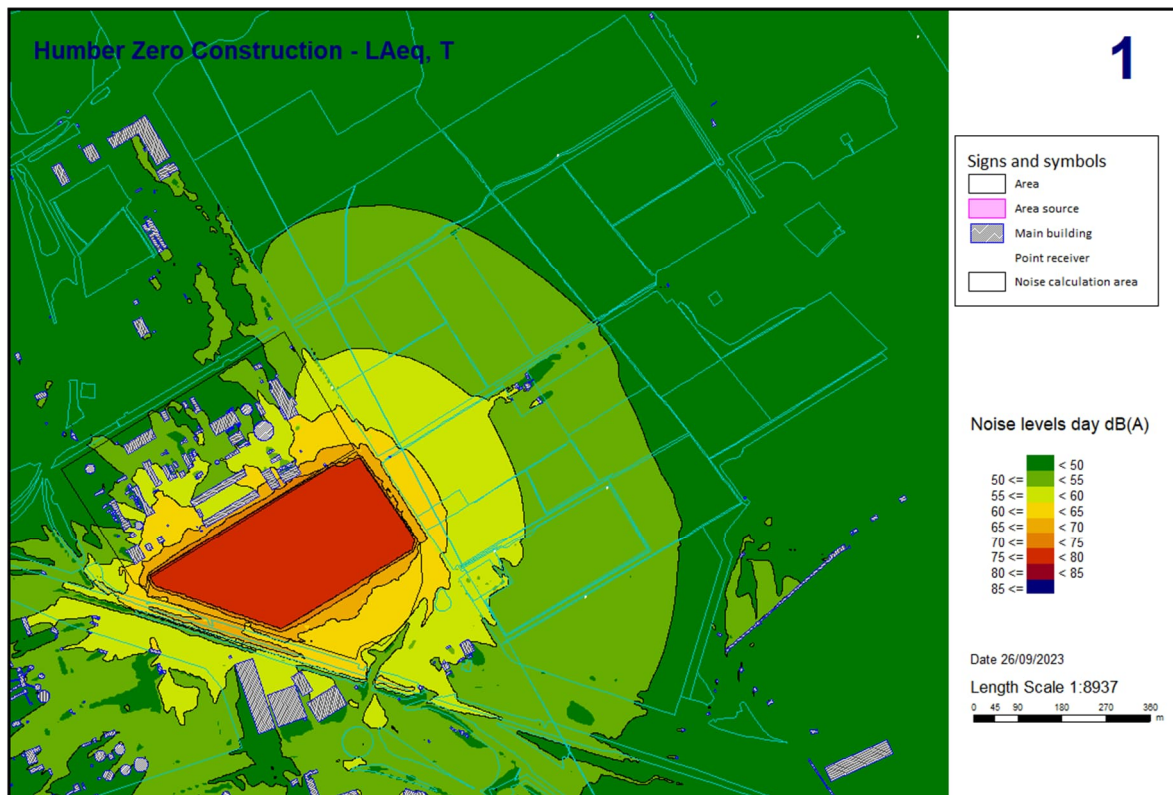 Humber Zero Construction - LAeq, T
1
Signs and symbols
Area
Area source
Main building
Point receiver
Noise calculation area
Noise levels day dB(A)
< 50
50 <= < 55
55 <= < 60
60 <= < 65
65 <= < 70
70 <= < 75
75 <= < 80
80 <= < 85
85 <=
Date 26/09/2023
Length Scale 1:8937
0 45 90 180 270 360
m